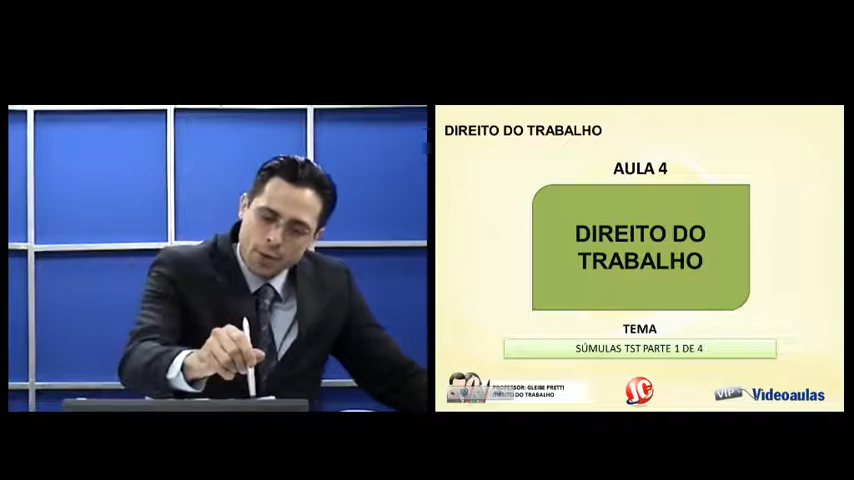 DIREITO DO TRABALHO
AULA 4
DIREITO DO
TRABALHO
TEMA
SÚMULAS TST PARTE 1 DE 4
PROFESSOR: GLEIBE PRETTI
DIREITO DO TRABALHO
JC
VIP
Videoaulas